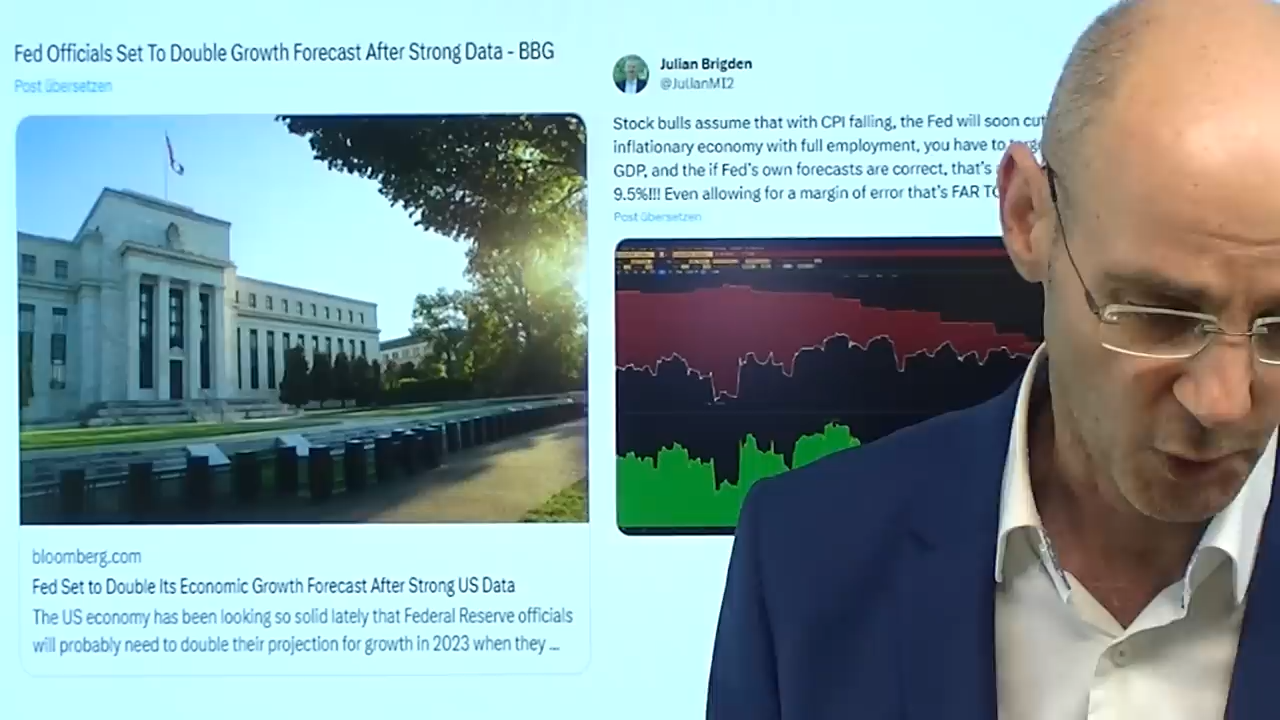 Fed Officials Set To Double Growth Forecast After Strong Data - BBG
Post übersetzen
bloomberg.com
Fed Set to Double Its Economic Growth Forecast After Strong US Data
The US economy has been looking so solid lately that Federal Reserve officials
will probably need to double their projection for growth in 2023 when they ...
Julian Brigden
@JulianMI2
Stock bulls assume that with CPI falling, the Fed will soon cut
inflationary economy with full employment, you have to
GDP, and the if Fed's own forecasts are correct, that's
9.5%!!! Even allowing for a margin of error that's FAR
Post übersetzen